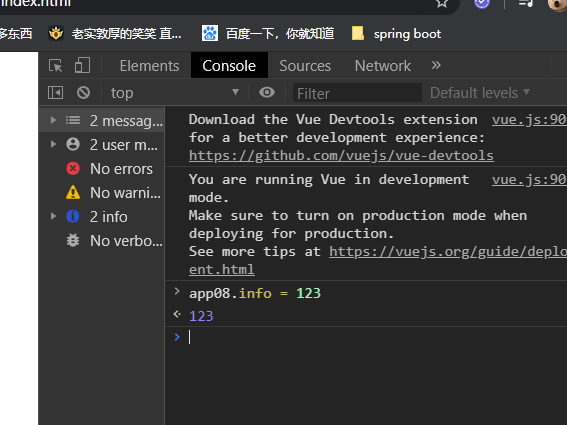 index.html
多东西 老实敦厚的笑笑 直... 百度一下，你就知道 spring boot
Elements Console Sources Network »
top Filter Default levels
2 messag...
2 user m...
No errors
No warni...
2 info
No verbo...
Download the Vue Devtools extension vue.js:90
for a better development experience:
https://github.com/vuejs/vue-devtools
You are running Vue in development vue.js:90
mode.
Make sure to turn on production mode when
deploying for production.
See more tips at https://vuejs.org/guide/deplo
ent.html
> app08.info = 123
123
>